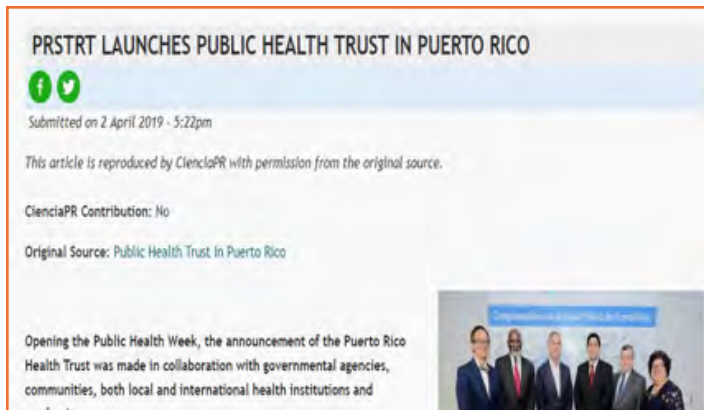 PRSTRT LAUNCHES PUBLIC HEALTH TRUST IN PUERTO RICO
Submitted on 2 April 2019 - 5:22pm
This article is reproduced by CienciaPR with permission from the original source.
CienciaPR Contribution: No
Original Source: Public Health Trust in Puerto Rico
Opening the Public Health Week, the announcement of the Puerto Rico
Health Trust was made in collaboration with governmental agencies,
communities, both local and international health institutions and